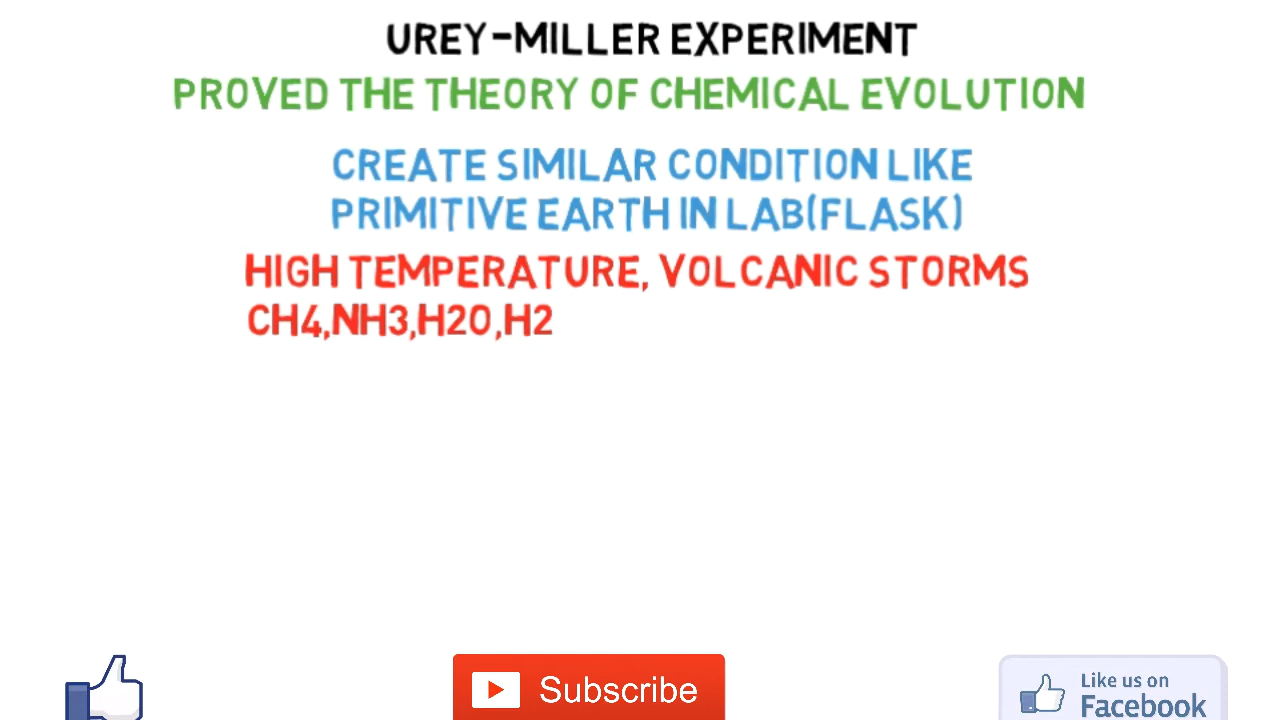 UREY-MILLER EXPERIMENT
PROVED THE THEORY OF CHEMICAL EVOLUTION
CREATE SIMILAR CONDITION LIKE
PRIMITIVE EARTH IN LAB(FLASK)
HIGH TEMPERATURE, VOLCANIC STORMS
CH4,NH3,H2O,H2
Subscribe
Like us on
Facebook